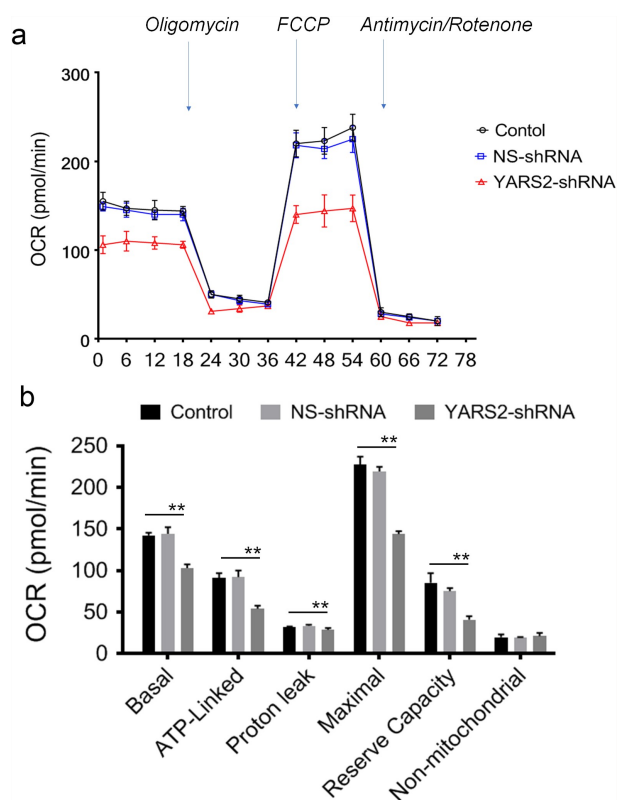 a
Oligomycin FCCP Antimycin/Rotenone
300
200
100
0
OCR (pmol/min)
0 6 12 18 24 30 36 42 48 54 60 66 72 78
Contol
NS-shRNA
YARS2-shRNA
b
Control NS-shRNA YARS2-shRNA
250
200
150
100
50
0
OCR (pmol/min)
** ** ** ** **
Basal
ATP-Linked
Proton leak
Maximal
Reserve Capacity
Non-mitochondrial